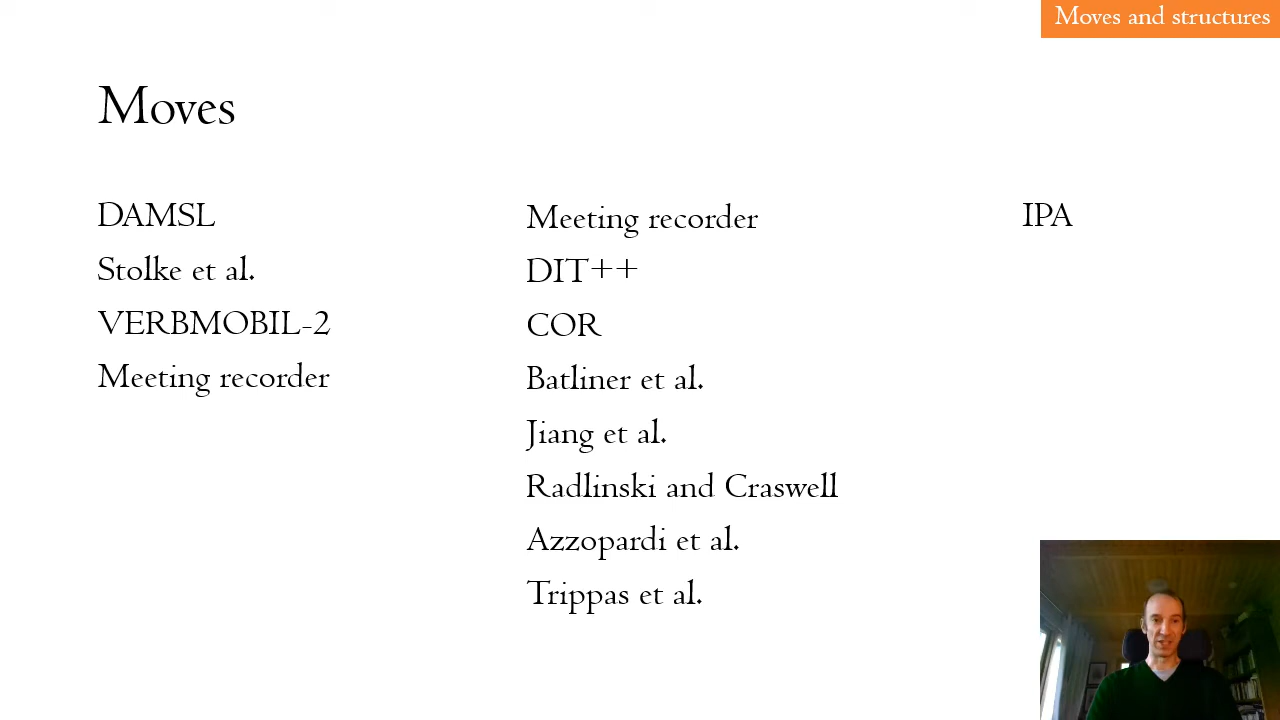 Moves and structures
Moves
DAMSL
Stolke et al.
VERBMOBIL-2
Meeting recorder
Meeting recorder
DIT++
COR
Batliner et al.
Jiang et al.
Radlinski and Craswell
Azzopardi et al.
Trippas et al.
IPA